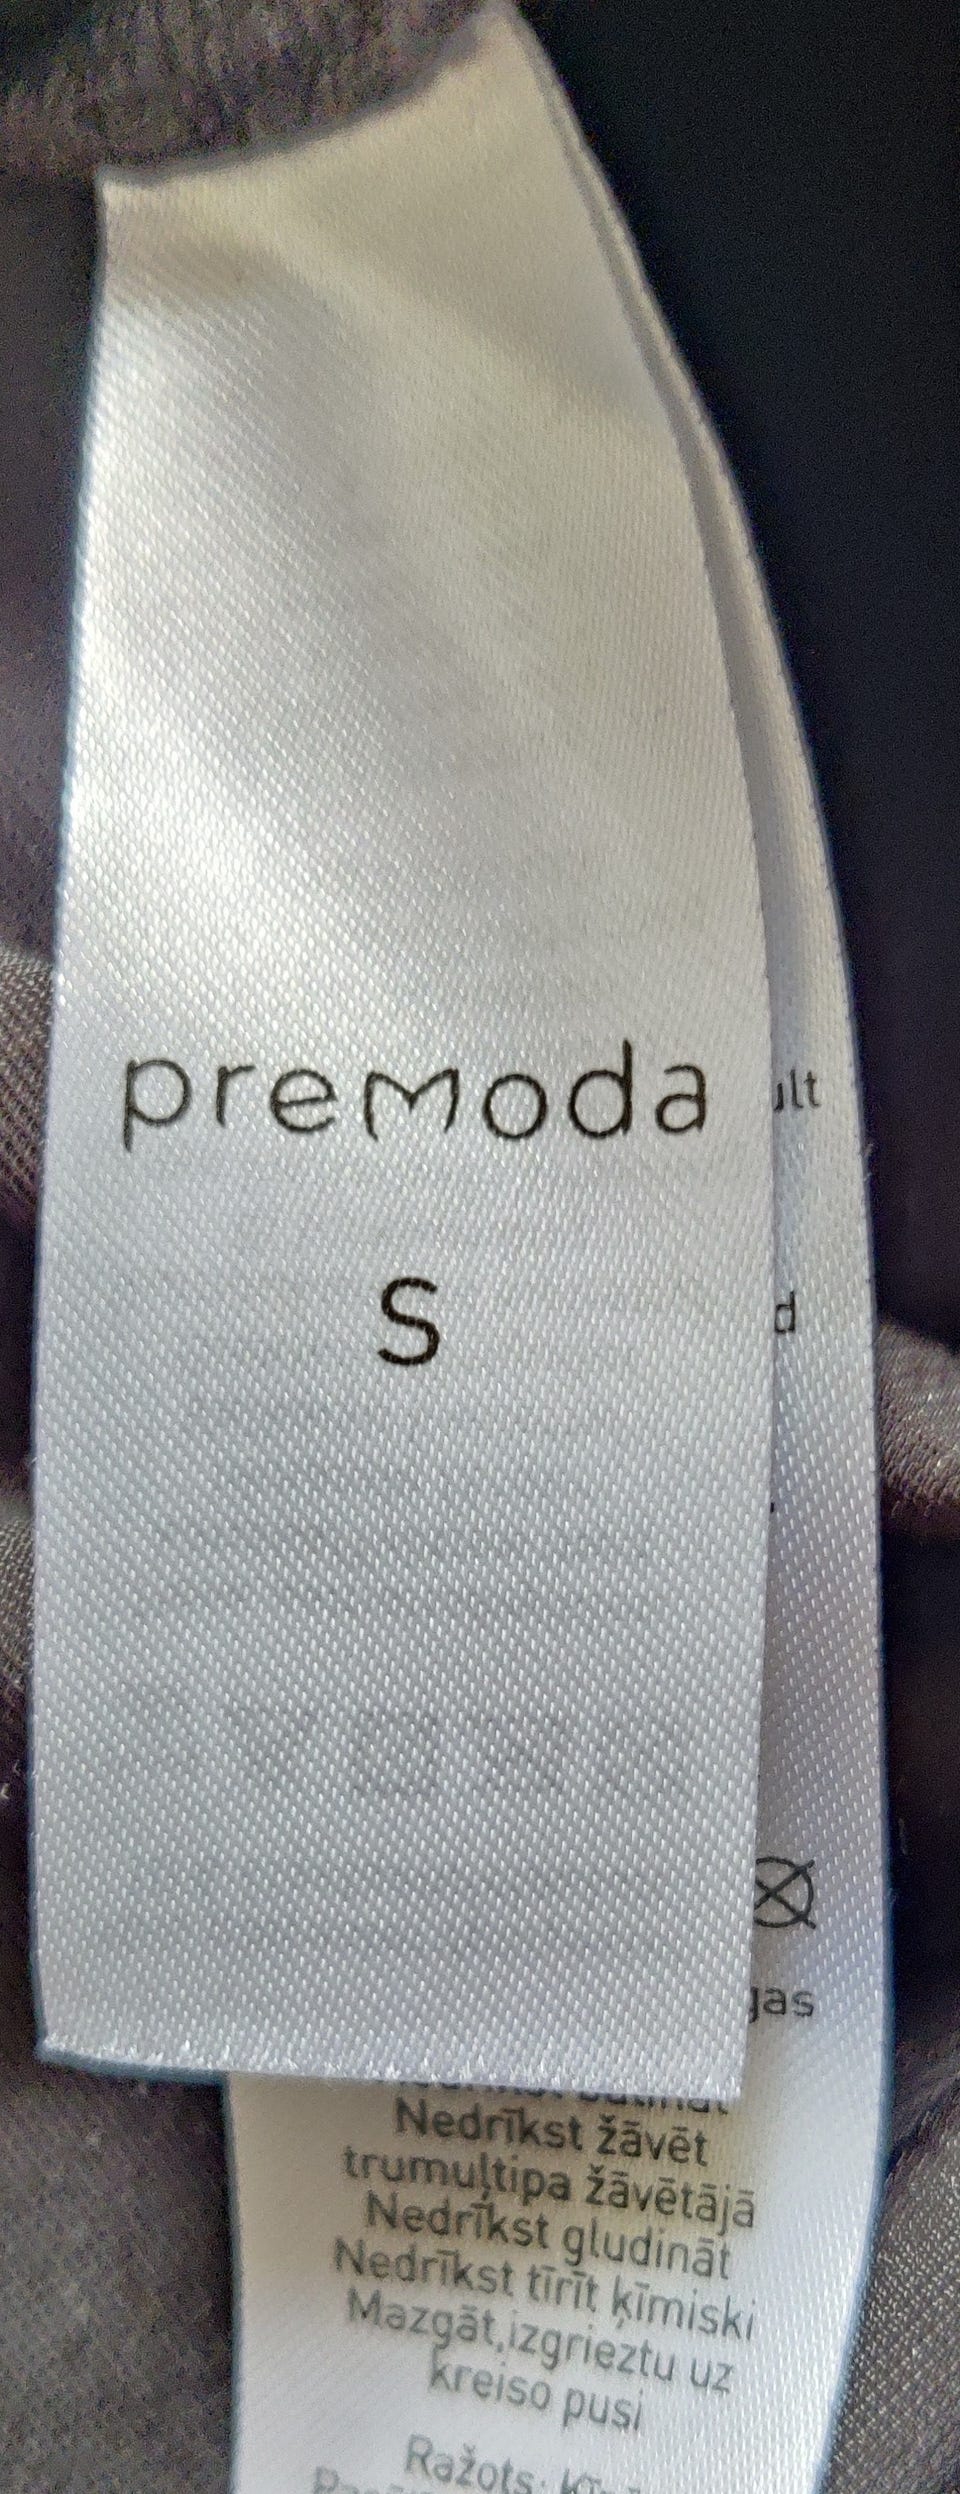 premoda
S
Nedrīkst žāvēt
trumuļtipa žāvētājā
Nedrīkst gludināt
Nedrīkst tīrīt ķīmiski
Mazgāt,izgrieztu uz
kreiso pusi
Ražots: